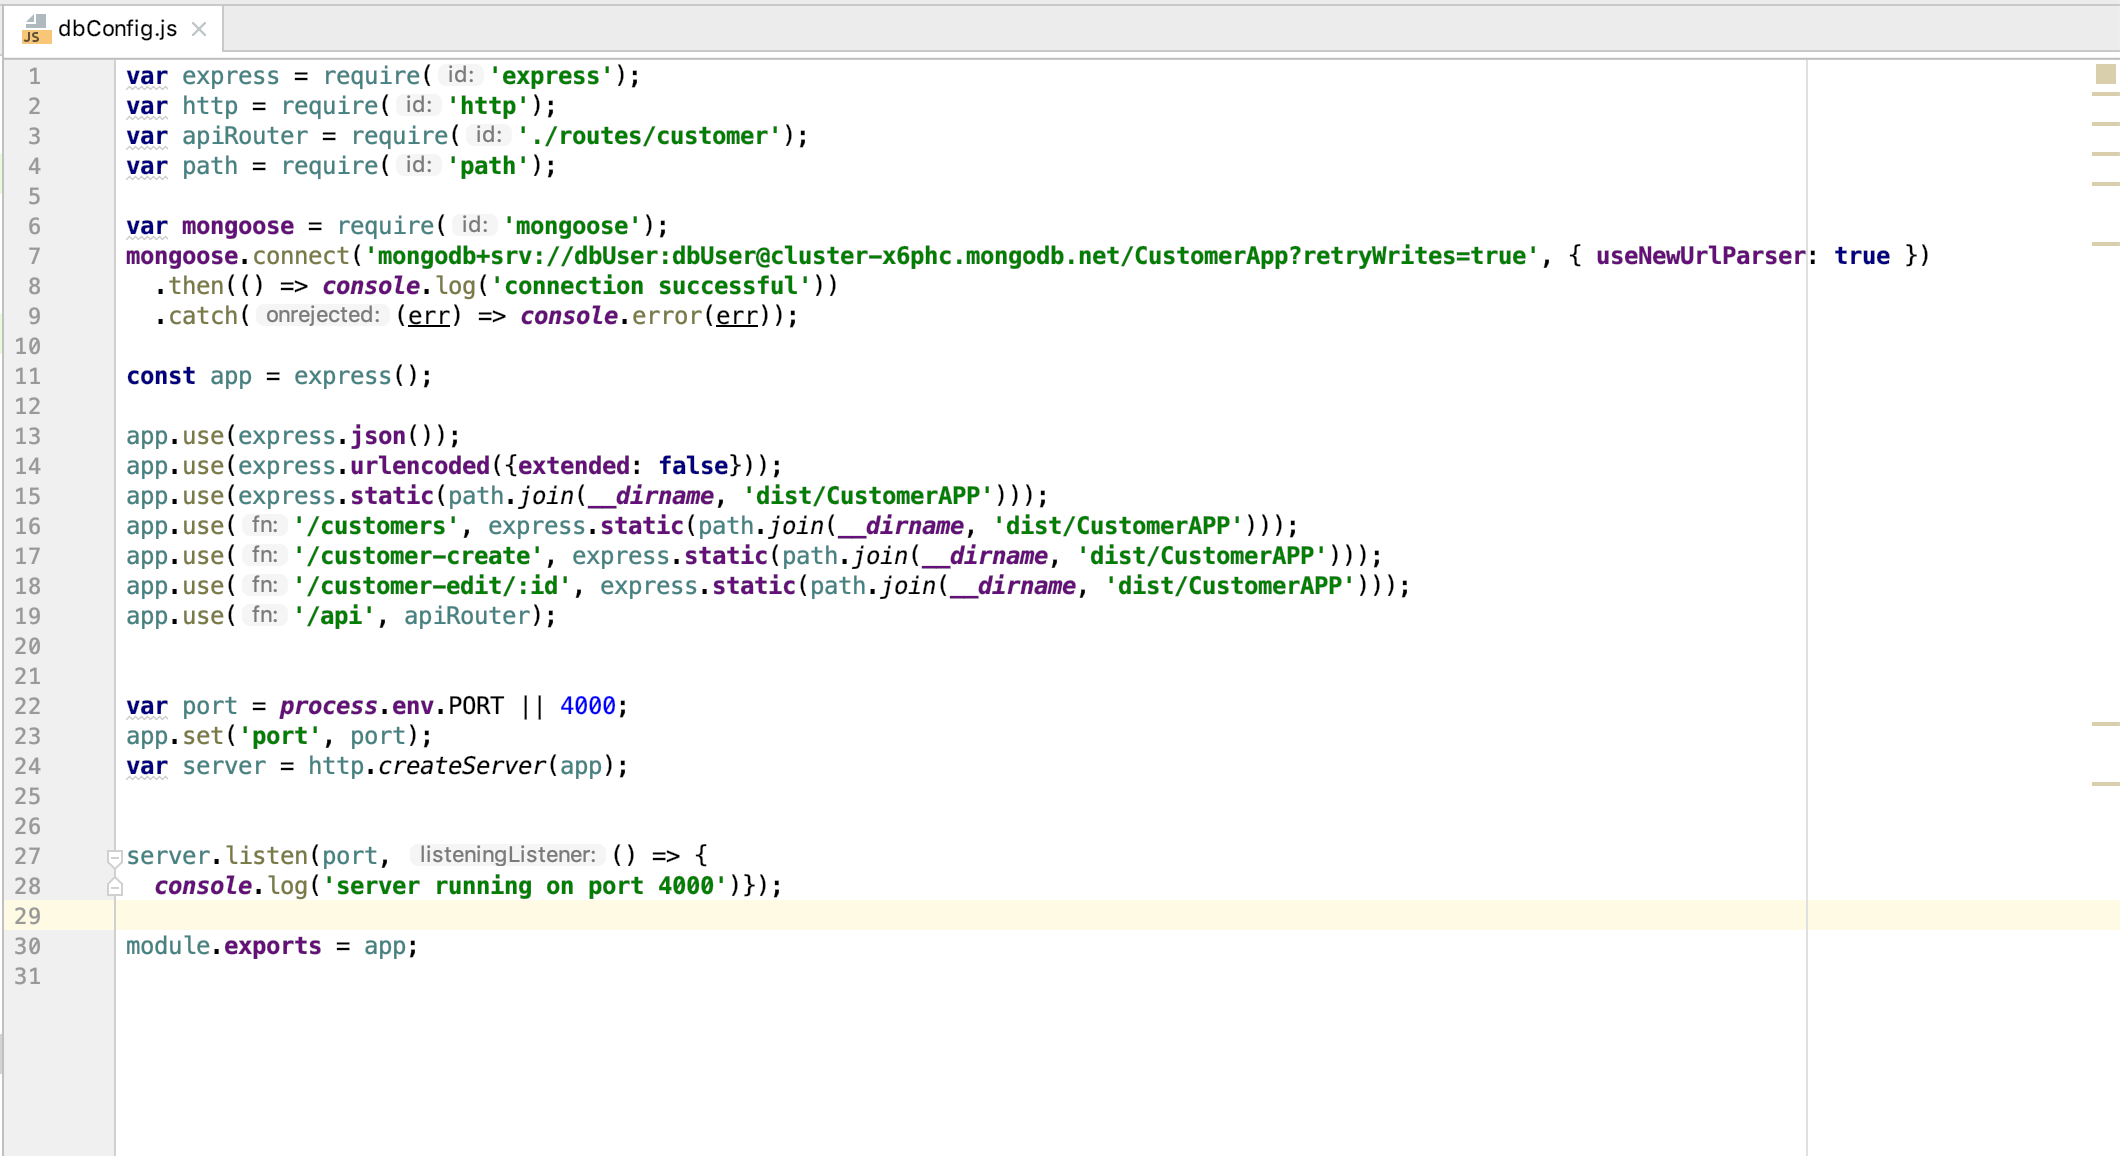 JS dbConfig.js
1 var express = require( id: 'express');
2 var http = require( id: 'http');
3 var apiRouter = require( id: './routes/customer');
4 var path = require( id: 'path');
5
6 var mongoose = require( id: 'mongoose');
7 mongoose.connect('mongodb+srv://dbUser:dbUser@cluster-x6phc.mongodb.net/CustomerApp?retryWrites=true', { useNewUrlParser: true })
8 .then(() => console.log('connection successful'))
9 .catch( onrejected: (err) => console.error(err));
10
11 const app = express();
12
13 app.use(express.json());
14 app.use(express.urlencoded({extended: false}));
15 app.use(express.static(path.join(__dirname, 'dist/CustomerAPP')));
16 app.use( fn: '/customers', express.static(path.join(__dirname, 'dist/CustomerAPP')));
17 app.use( fn: '/customer-create', express.static(path.join(__dirname, 'dist/CustomerAPP')));
18 app.use( fn: '/customer-edit/:id', express.static(path.join(__dirname, 'dist/CustomerAPP')));
19 app.use( fn: '/api', apiRouter);
20
21
22 var port = process.env.PORT || 4000;
23 app.set('port', port);
24 var server = http.createServer(app);
25
26
27 server.listen(port, listeningListener: () => {
28 console.log('server running on port 4000')});
29
30 module.exports = app;
31